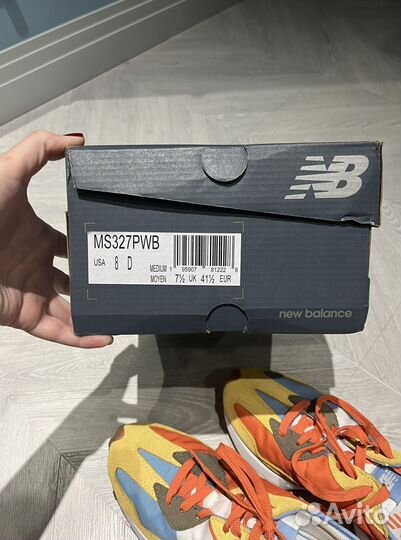 NB
MS327PWB
USA 8 D
MEDIUM 1 95907 81222 8
MOYEN 7½ UK 41½ EUR
new balance
Avito